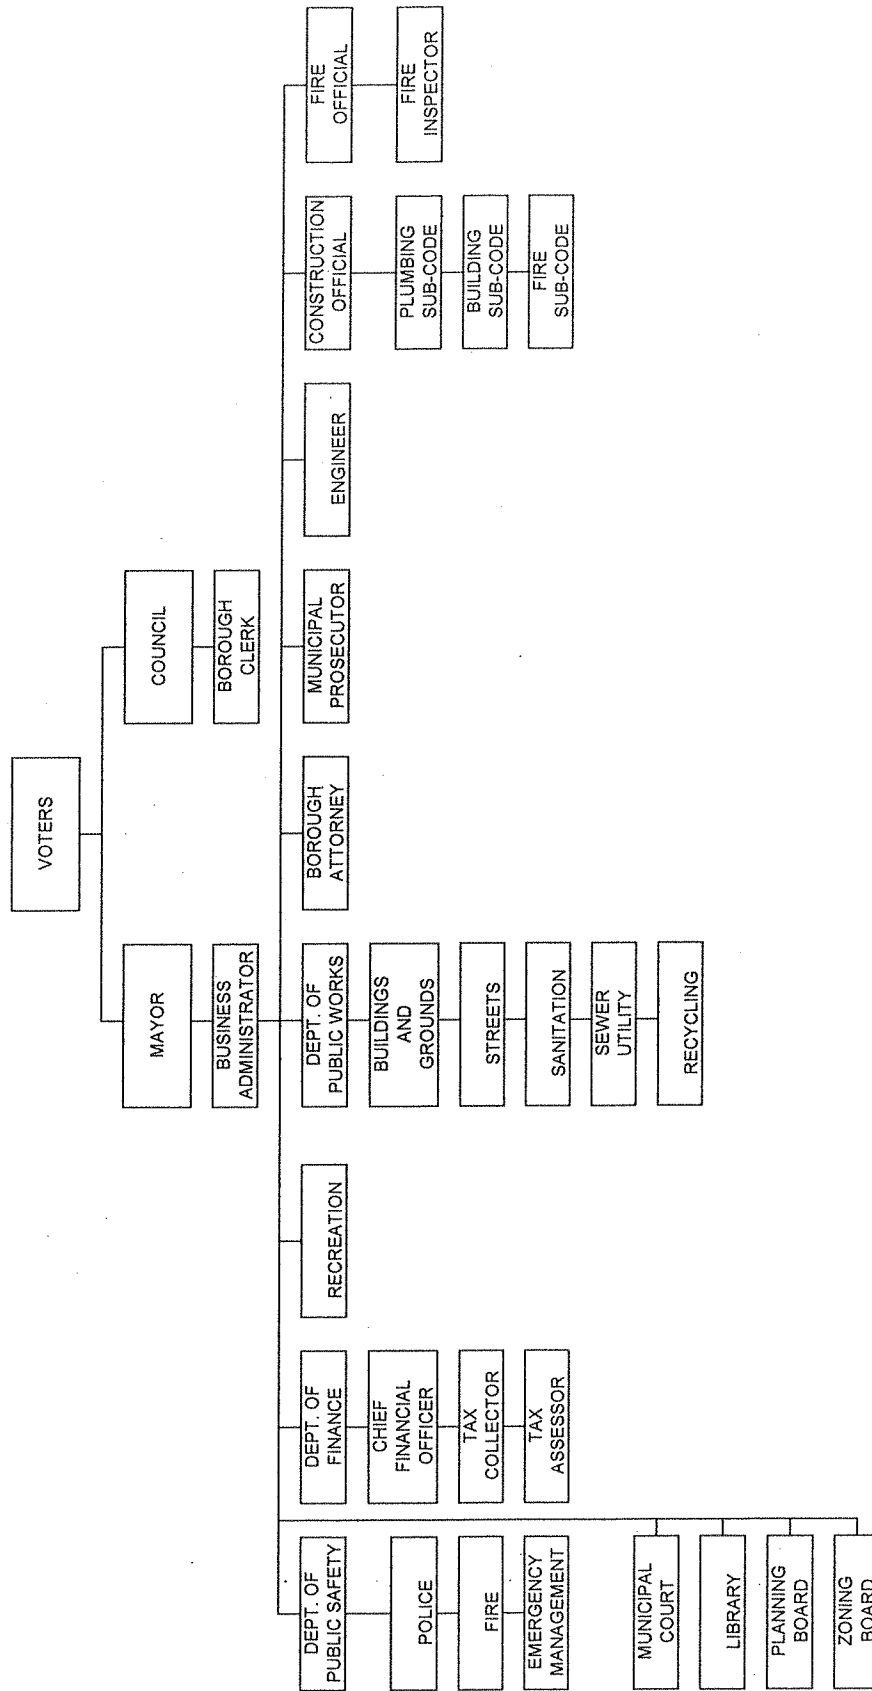 VOTERS
MAYOR
COUNCIL
BUSINESS
ADMINISTRATOR
BOROUGH
CLERK
DEPT. OF
PUBLIC SAFETY
POLICE
FIRE
EMERGENCY
MANAGEMENT
MUNICIPAL
COURT
LIBRARY
PLANNING
BOARD
ZONING
BOARD
DEPT. OF
FINANCE
CHIEF
FINANCIAL
OFFICER
TAX
COLLECTOR
TAX
ASSESSOR
RECREATION
DEPT. OF
PUBLIC WORKS
BUILDINGS
AND
GROUNDS
STREETS
SANITATION
SEWER
UTILITY
RECYCLING
BOROUGH
ATTORNEY
MUNICIPAL
PROSECUTOR
ENGINEER
CONSTRUCTION
OFFICIAL
PLUMBING
SUB-CODE
BUILDING
SUB-CODE
FIRE
SUB-CODE
FIRE
OFFICIAL
FIRE
INSPECTOR